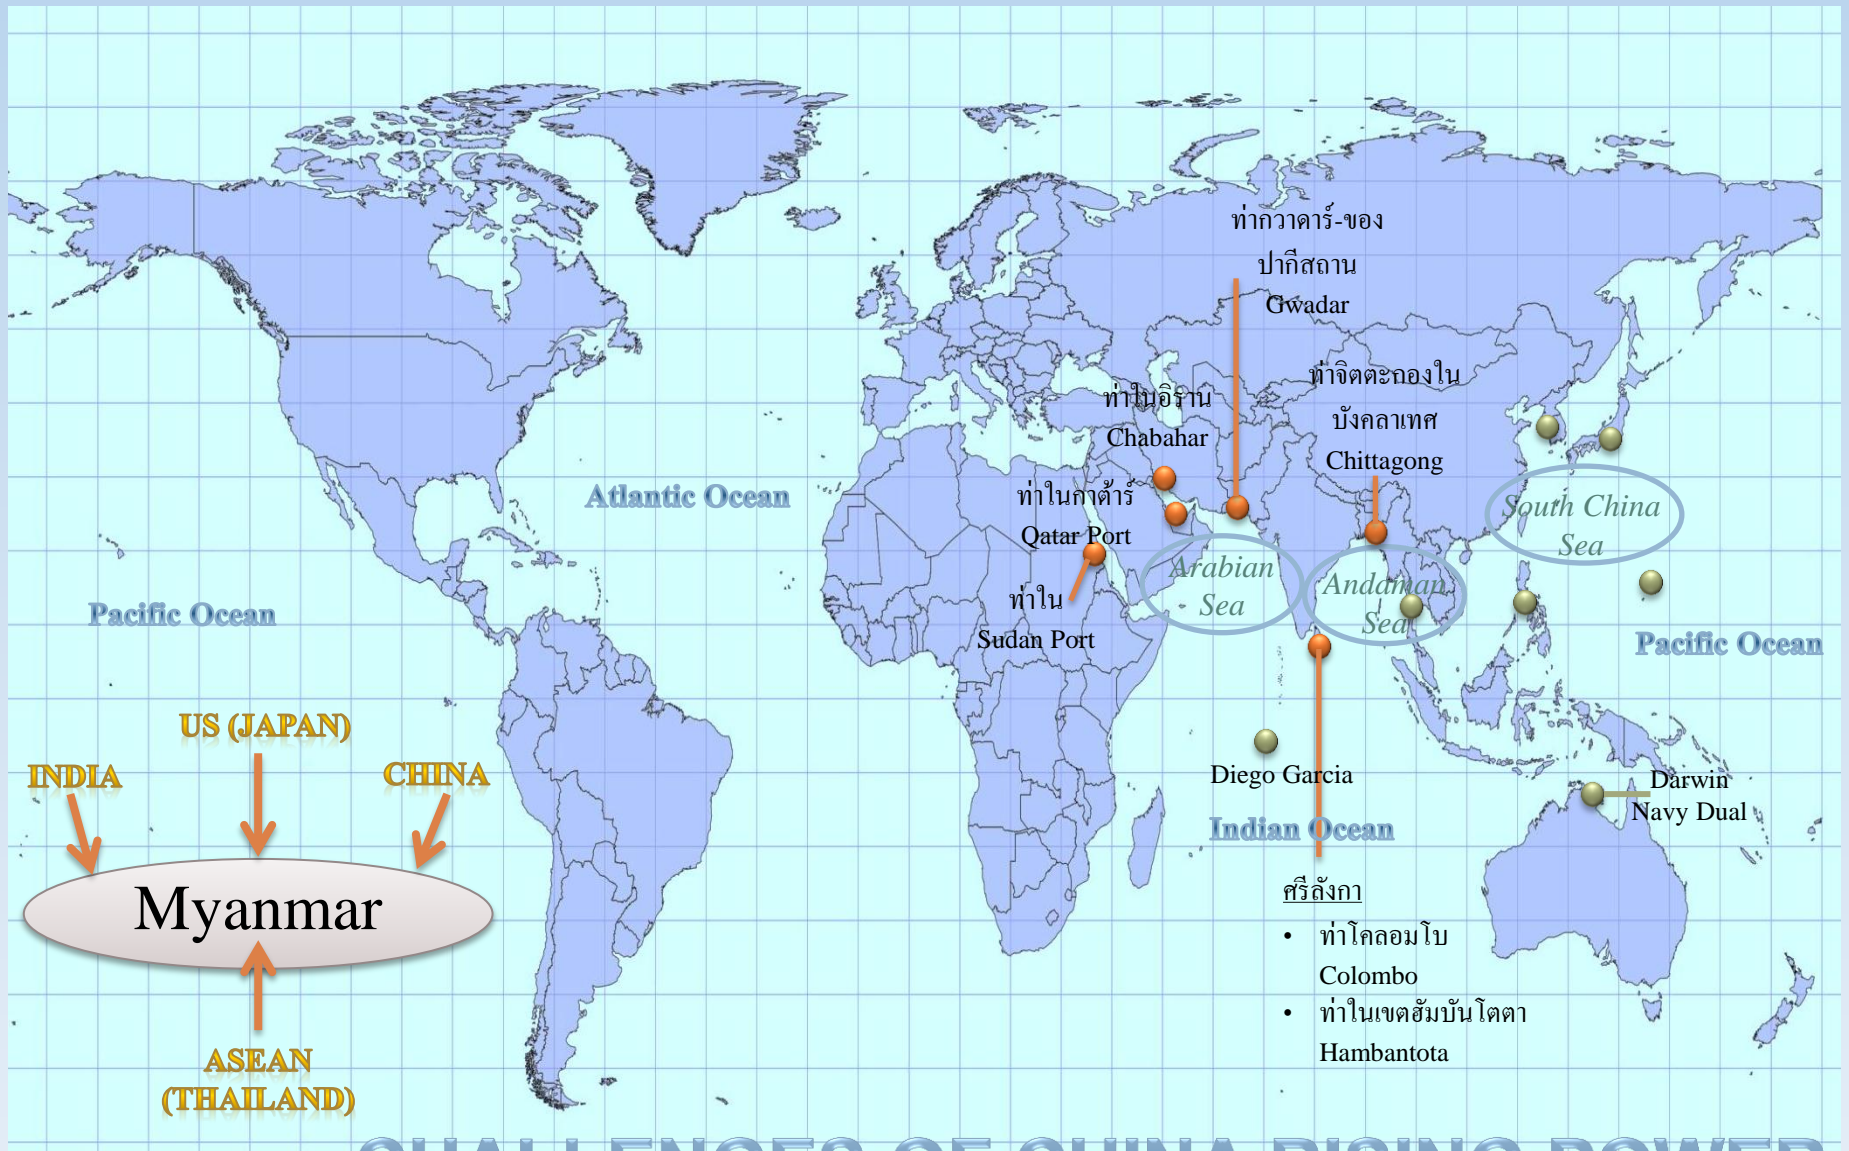 ท่ากวาดาร์-ของ
ปากีสถาน
Gwadar
ท่าจิตตะกองใน
บังคลาเทศ
Chittagong
ท่าในอิร่าน
Chabahar
ท่าในกาต้าร์
Qatar Port
ท่าใน
Sudan Port
Atlantic Ocean
South China
Sea
Arabian
Sea
Andaman
Sea
Pacific Ocean
Pacific Ocean
US (JAPAN)
INDIA
CHINA
Myanmar
ASEAN
(THAILAND)
Diego Garcia
Indian Ocean
Darwin
Navy Dual
ศรีลังกา
• ท่าโคลอมโบ
Colombo
• ท่าในเขตฮัมบันโตตา
Hambantota
CHALLENGES OF CHINA RISING POWER